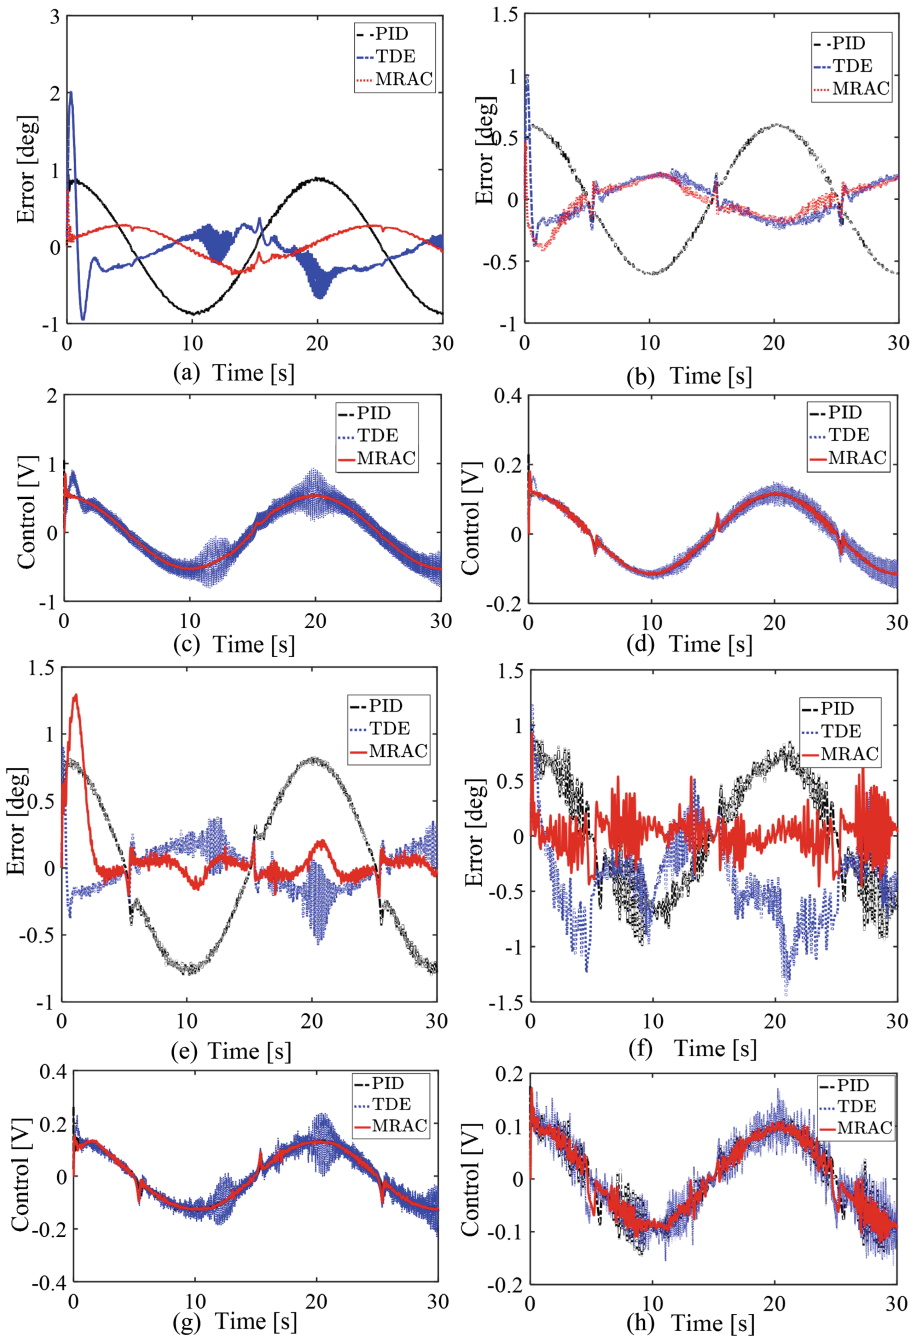 3
2
1
0
-1
Error [deg]
PID
TDE
MRAC
0
10
20
30
(a) Time [s]
1.5
1
0.5
0
-0.5
-1
Error [deg]
PID
TDE
MRAC
0
10
20
30
(b) Time [s]
2
1
0
-1
Control [V]
PID
TDE
MRAC
0
10
20
30
(c) Time [s]
0.4
0.2
0
-0.2
Control [V]
PID
TDE
MRAC
0
10
20
30
(d) Time [s]
1.5
1
0.5
0
-0.5
-1
Error [deg]
PID
TDE
MRAC
0
10
20
30
(e) Time [s]
1.5
1
0.5
0
-0.5
-1
-1.5
Error [deg]
PID
TDE
MRAC
0
10
20
30
(f) Time [s]
0.4
0.2
0
-0.2
-0.4
Control [V]
PID
TDE
MRAC
0
10
20
30
(g) Time [s]
0.2
0.1
0
-0.1
-0.2
Control [V]
PID
TDE
MRAC
0
10
20
30
(h) Time [s]